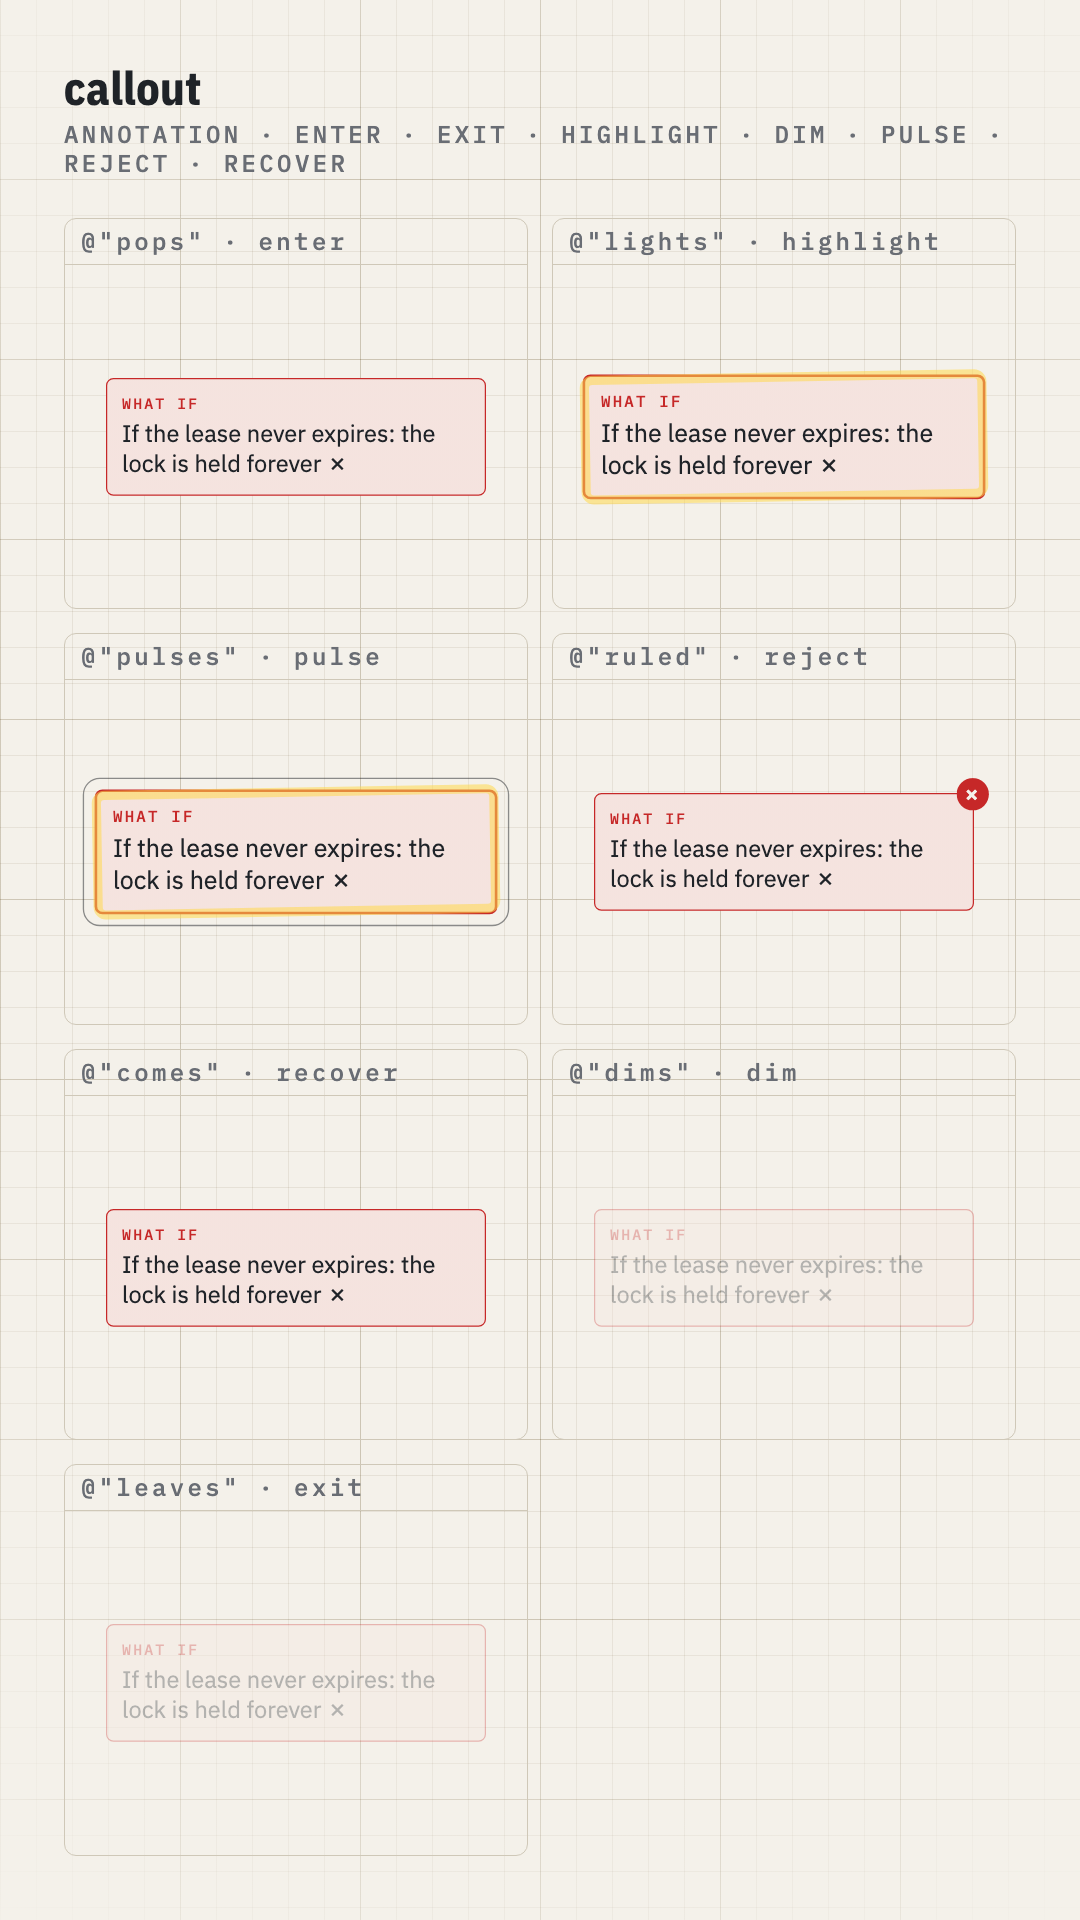 callout
ANNOTATION · ENTER · EXIT · HIGHLIGHT · DIM · PULSE ·
REJECT · RECOVER
@"pops" · enter
WHAT IF
If the lease never expires: the
lock is held forever ×
@"lights" · highlight
WHAT IF
If the lease never expires: the
lock is held forever ×
@"pulses" · pulse
WHAT IF
If the lease never expires: the
lock is held forever ×
@"ruled" · reject
×
WHAT IF
If the lease never expires: the
lock is held forever ×
@"comes" · recover
WHAT IF
If the lease never expires: the
lock is held forever ×
@"dims" · dim
WHAT IF
If the lease never expires: the
lock is held forever ×
@"leaves" · exit
WHAT IF
If the lease never expires: the
lock is held forever ×